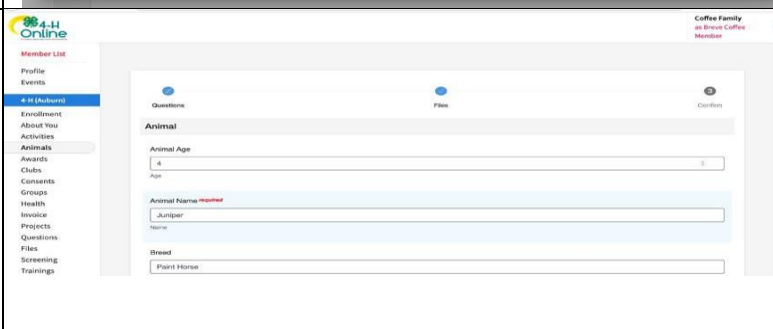 4-H
Online
Coffee Family
as Breve Coffee
Member
Member List
Profile
Events
4-H (Auburn)
Enrollment
About You
Activities
Animals
Awards
Clubs
Consents
Groups
Health
Invoice
Projects
Questions
Files
Screening
Trainings
Questions
Files
3
Confirm
Animal
Animal Age
4
Age
Animal Name required
Juniper
Name
Breed
Paint Horse